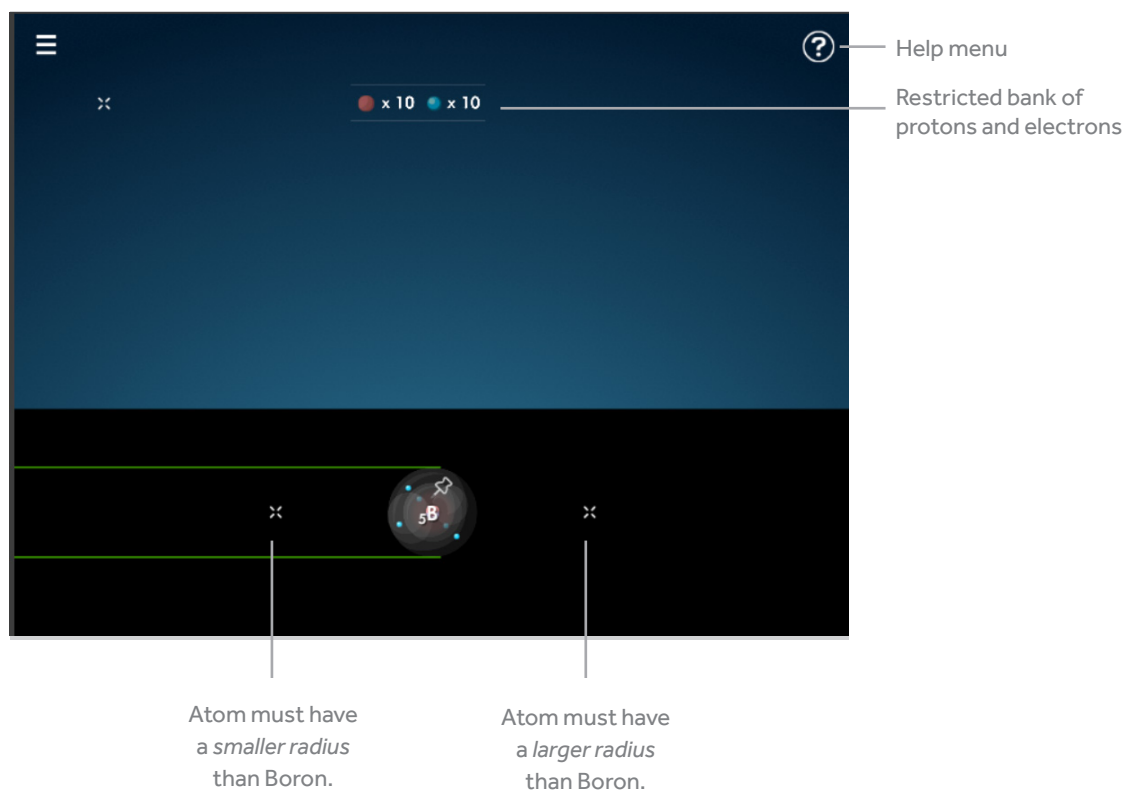 ?
Help menu
x 10 x 10
Restricted bank of
protons and electrons
5B
Atom must have
a smaller radius
than Boron.
Atom must have
a larger radius
than Boron.